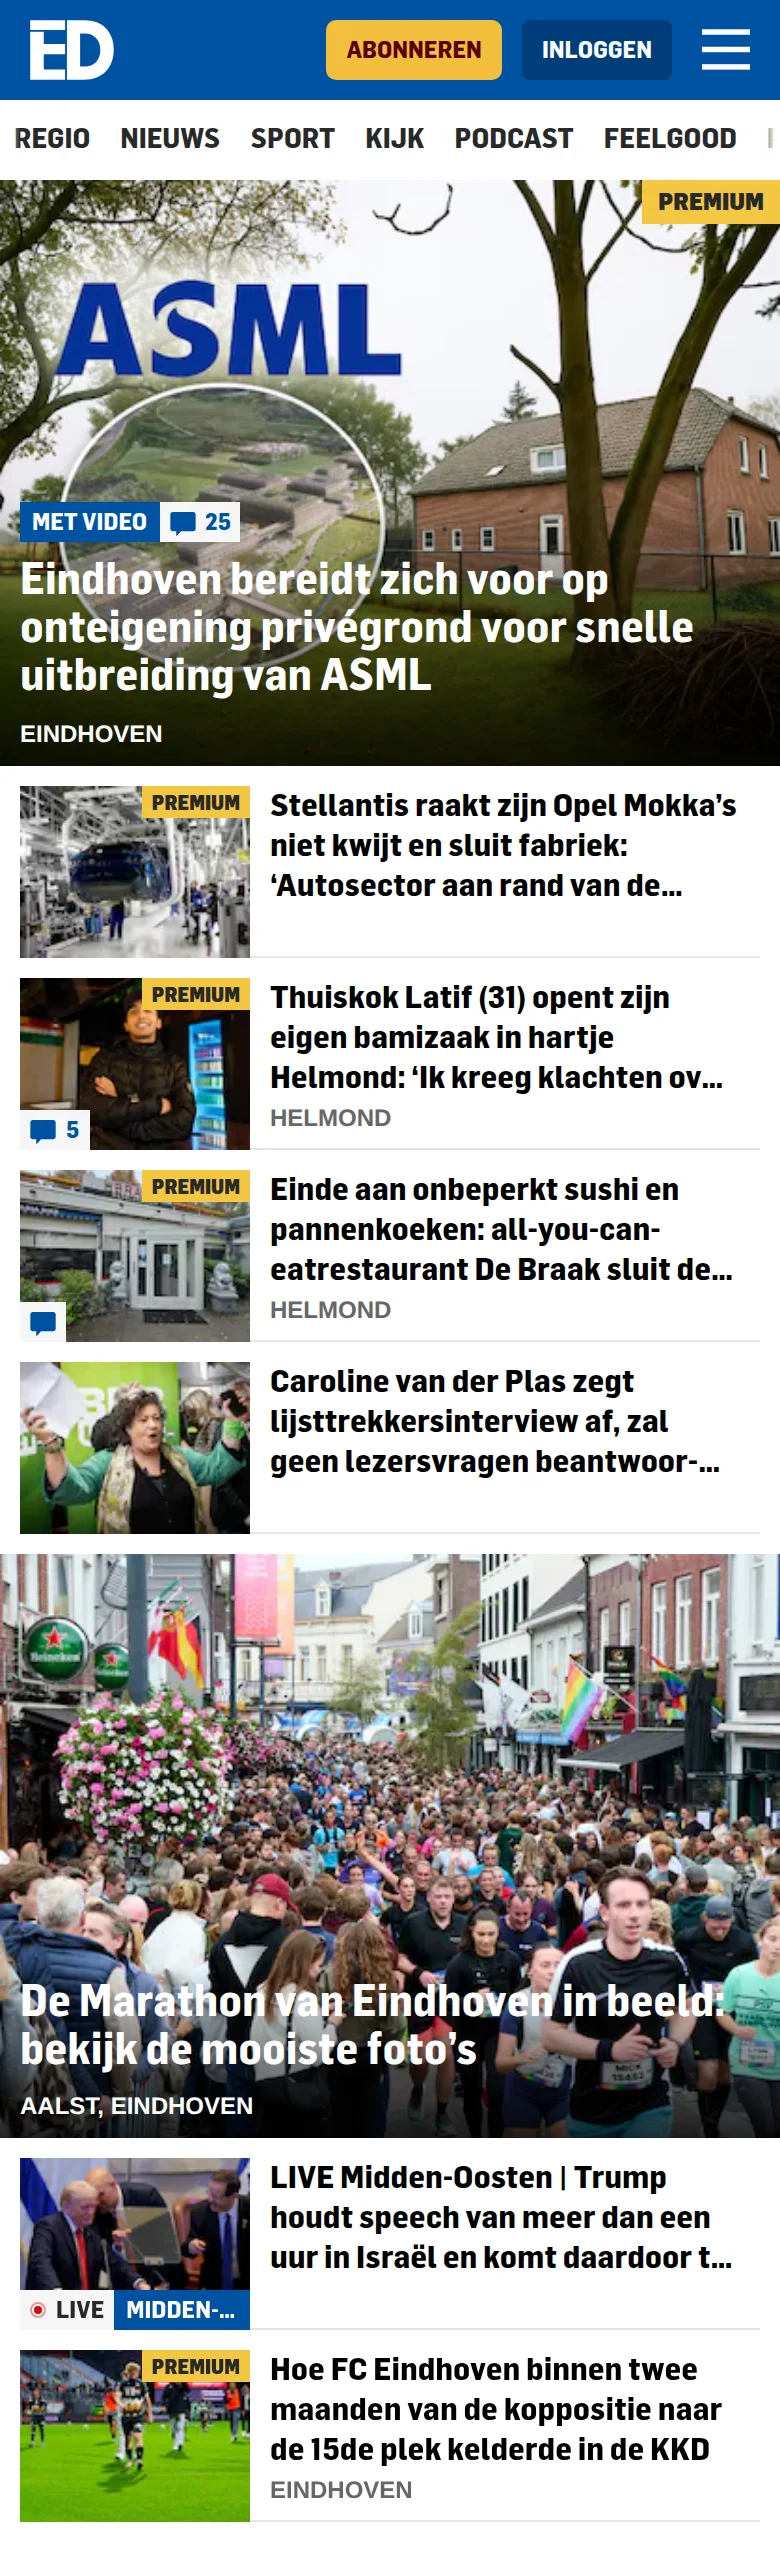 ED
ABONNEREN
INLOGGEN
REGIO NIEUWS SPORT KIJK PODCAST FEELGOOD
PREMIUM
ASML
MET VIDEO
25
Eindhoven bereidt zich voor op
onteigening privégrond voor snelle
uitbreiding van ASML
EINDHOVEN
PREMIUM
Stellantis raakt zijn Opel Mokka’s
niet kwijt en sluit fabriek:
‘Autosector aan rand van de...
PREMIUM
5
Thuiskok Latif (31) opent zijn
eigen bamizaak in hartje
Helmond: ‘Ik kreeg klachten ov...
HELMOND
PREMIUM
Einde aan onbeperkt sushi en
pannenkoeken: all-you-can-
eatrestaurant De Braak sluit de...
HELMOND
Caroline van der Plas zegt
lijsttrekkersinterview af, zal
geen lezersvragen beantwoor-...
Heineken
Heineken
De Marathon van Eindhoven in beeld:
bekijk de mooiste foto’s
AALST, EINDHOVEN
LIVE
MIDDEN-...
LIVE Midden-Oosten | Trump
houdt speech van meer dan een
uur in Israël en komt daardoor t...
PREMIUM
Hoe FC Eindhoven binnen twee
maanden van de koppositie naar
de 15de plek kelderde in de KKD
EINDHOVEN